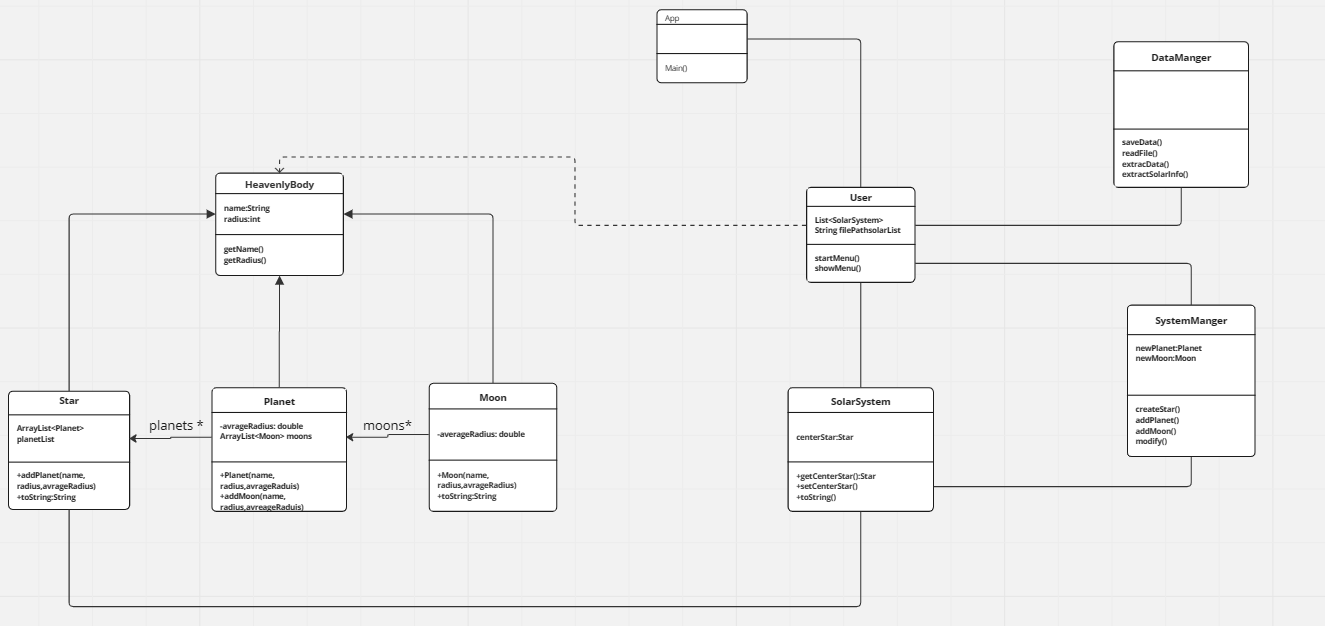 App
Main()
DataManger
saveData()
readFile()
extracData()
extractSolarInfo()
HeavenlyBody
name:String
radius:int
getName()
getRadius()
User
List<SolarSystem>
String filePathsolarList
startMenu()
showMenu()
SystemManger
newPlanet:Planet
newMoon:Moon
createStar()
addPlanet()
addMoon()
modify()
Star
ArrayList<Planet>
planetList
+addPlanet(name,
radius,avrageRadius)
+toString:String
planets *
Planet
-avrageRadius: double
ArrayList<Moon> moons
+Planet(name,
radius,avrageRaduis)
+addMoon(name,
radius,avreageRaduis)
moons*
Moon
-averageRadius: double
+Moon(name,
radius,avrageRadius)
+toString:String
SolarSystem
centerStar:Star
+getCenterStar():Star
+setCenterStar()
+toString()